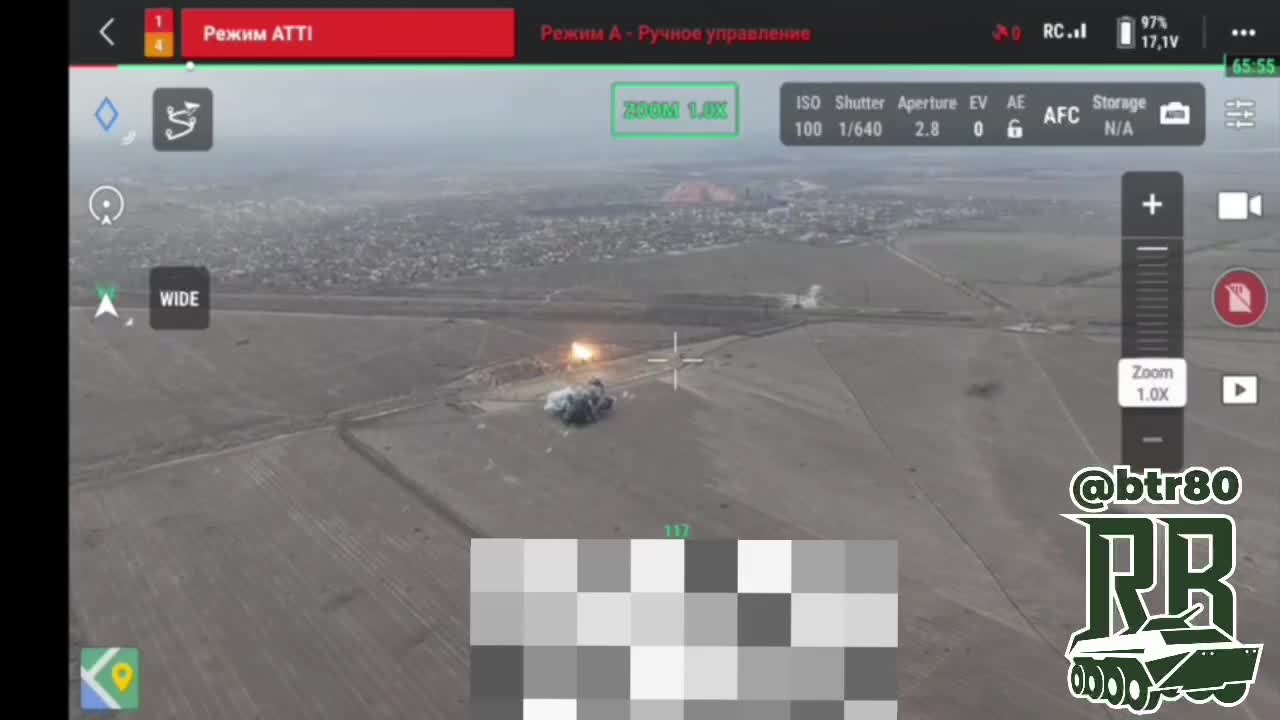 1
4
Режим ATTI
Режим А - Ручное управление
0
RC
97%
17,1V
65:55
ZOOM 1.0X
ISO Shutter Aperture EV AE AFC Storage
100 1/640 2.8 0 N/A
AUTO
WIDE
Zoom
1.0X
117
@btr80
RB